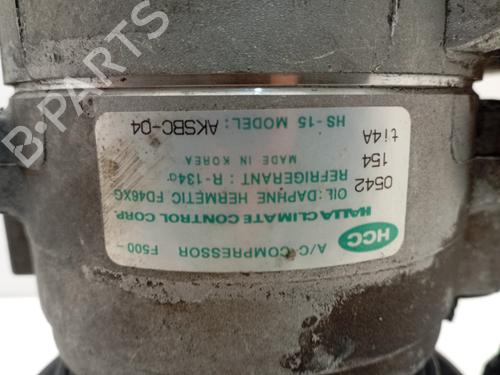 HCC A/C-COMPRESSOR F500-
HALLA CLIMATE CONTROL CORP.
OIL:DAPHNE HERMETIC FD46XG
REFRIGERANT : R-134a
MADE IN KOREA
HS-15 MODEL: AKSBC-04
0542
154
ti4A
B-PARTS